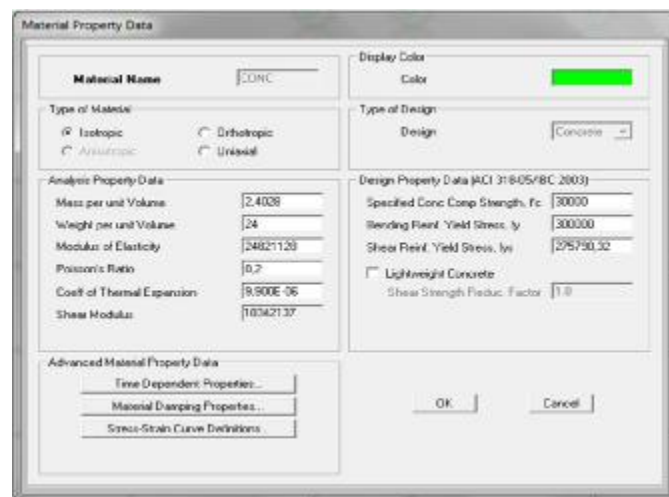 Material Property Data
Material Name CONC
Display Color
Color
Type of Material
Isotropic Orthotropic
Anisotropic Uniaxial
Type of Design
Design Concrete
Analysis Property Data
Mass per unit Volume 2,4028
Weight per unit Volume 24
Modulus of Elasticity 24821128
Poisson's Ratio 0,2
Coeff of Thermal Expansion 9,900E-06
Shear Modulus 10342137
Design Property Data (ACI 318-05/IBC 2003)
Specified Conc Comp Strength, f'c 30000
Bending Reinf. Yield Stress, fy 300000
Shear Reinf. Yield Stress, fys 275790,32
Lightweight Concrete
Shear Strength Reduc. Factor 1.0
Advanced Material Property Data
Time Dependent Properties...
Material Damping Properties...
Stress-Strain Curve Definitions...
OK Cancel